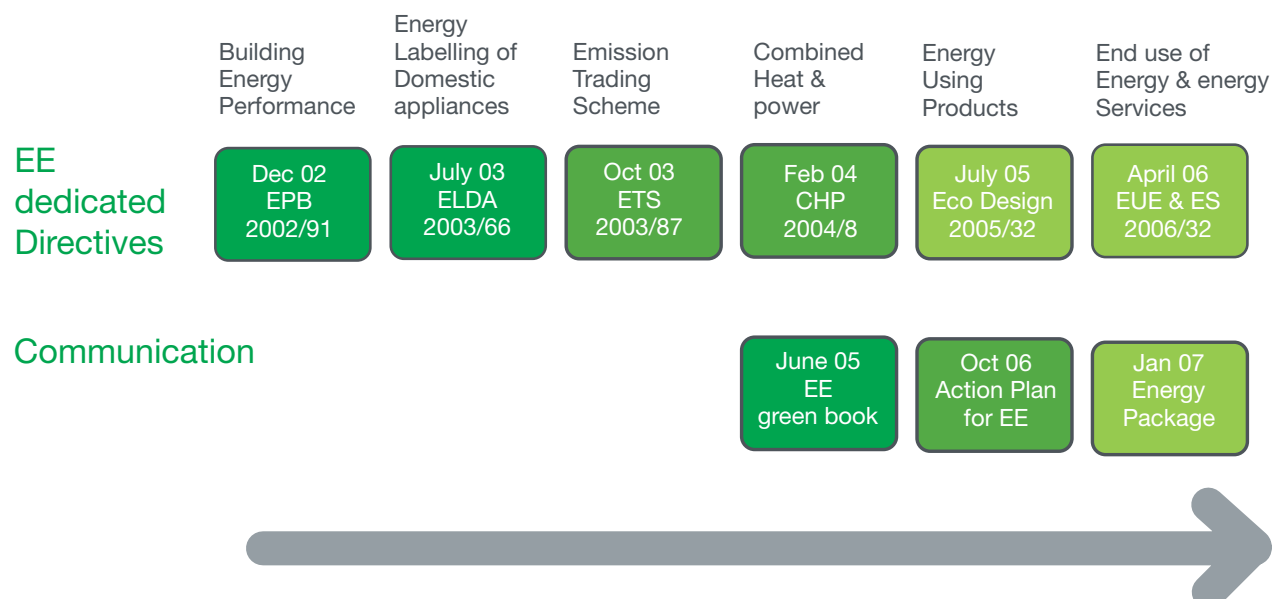 Building
Energy
Performance
Energy
Labelling of
Domestic
appliances
Emission
Trading
Scheme
Combined
Heat &
power
Energy
Using
Products
End use of
Energy & energy
Services
EE
dedicated
Directives
Dec 02
EPB
2002/91
July 03
ELDA
2003/66
Oct 03
ETS
2003/87
Feb 04
CHP
2004/8
July 05
Eco Design
2005/32
April 06
EUE & ES
2006/32
Communication
June 05
EE
green book
Oct 06
Action Plan
for EE
Jan 07
Energy
Package